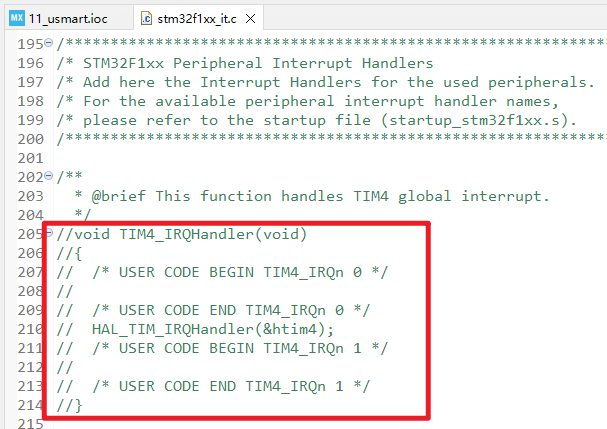 11_usmart.ioc
stm32f1xx_it.c
195 /******************************************************************
196 /* STM32F1xx Peripheral Interrupt Handlers
197 /* Add here the Interrupt Handlers for the used peripherals.
198 /* For the available peripheral interrupt handler names,
199 /* please refer to the startup file (startup_stm32f1xx.s).
200 /******************************************************************
201
202 /**
203   * @brief This function handles TIM4 global interrupt.
204   */
205 //void TIM4_IRQHandler(void)
206 //{
207 //  /* USER CODE BEGIN TIM4_IRQn 0 */
208 //
209 //  /* USER CODE END TIM4_IRQn 0 */
210 //  HAL_TIM_IRQHandler(&htim4);
211 //  /* USER CODE BEGIN TIM4_IRQn 1 */
212 //
213 //  /* USER CODE END TIM4_IRQn 1 */
214 //}
215